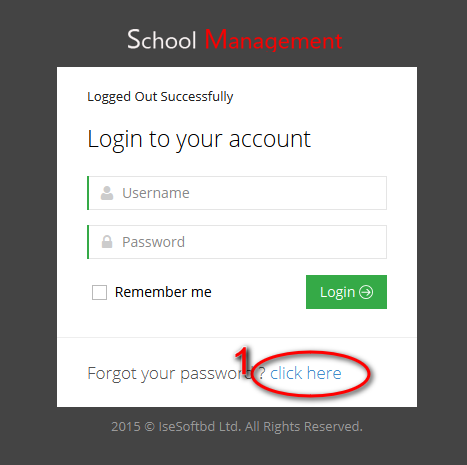 School Management
Logged Out Successfully
Login to your account
Username
Password
Remember me
Login
1
Forgot your password ? click here
2015 © IseSoftbd Ltd. All Rights Reserved.